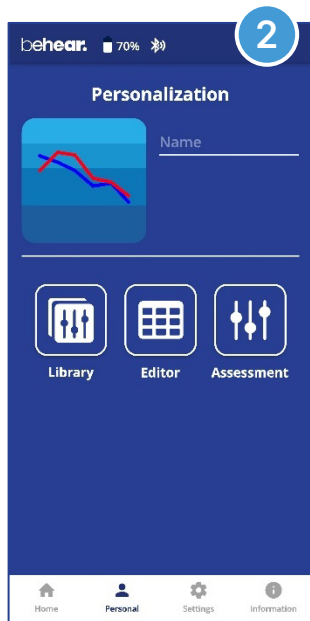 behear. 70% 2
Personalization
Name
Library Editor Assessment
Home Personal Settings Information